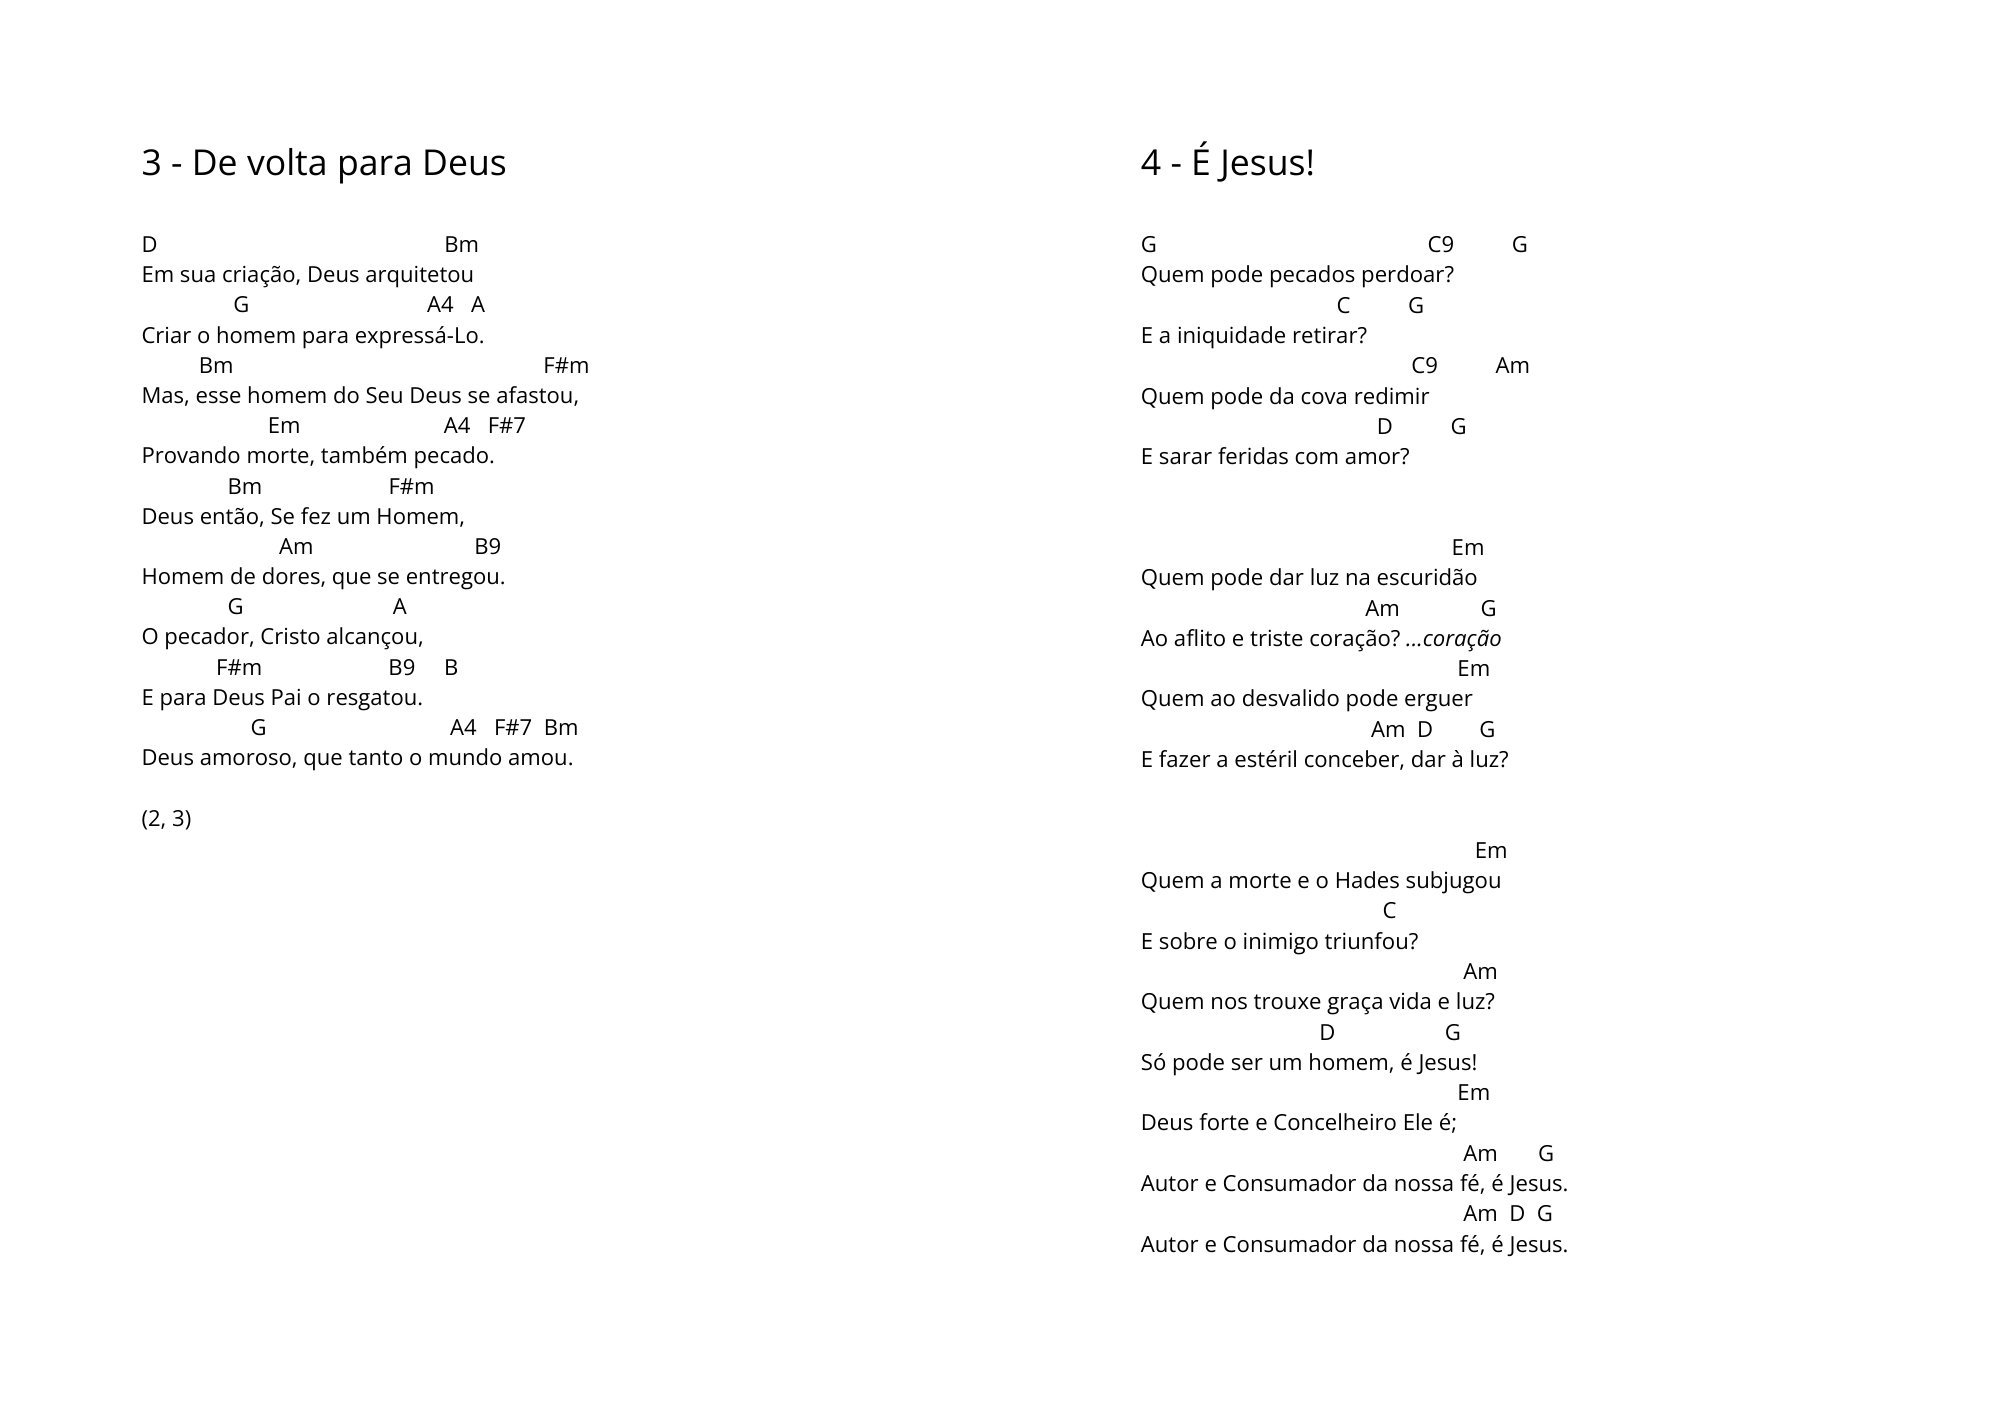 3 - De volta para Deus
D Bm
Em sua criação, Deus arquitetou
G A4 A
Criar o homem para expressá-Lo.
Bm F#m
Mas, esse homem do Seu Deus se afastou,
Em A4 F#7
Provando morte, também pecado.
Bm F#m
Deus então, Se fez um Homem,
Am B9
Homem de dores, que se entregou.
G A
O pecador, Cristo alcançou,
F#m B9 B
E para Deus Pai o resgatou.
G A4 F#7 Bm
Deus amoroso, que tanto o mundo amou.
(2, 3)
4 - É Jesus!
G C9 G
Quem pode pecados perdoar?
C G
E a iniquidade retirar?
C9 Am
Quem pode da cova redimir
D G
E sarar feridas com amor?
Em
Quem pode dar luz na escuridão
Am G
Ao aflito e triste coração? ...coração
Em
Quem ao desvalido pode erguer
Am D G
E fazer a estéril conceber, dar à luz?
Em
Quem a morte e o Hades subjugou
C
E sobre o inimigo triunfou?
Am
Quem nos trouxe graça vida e luz?
D G
Só pode ser um homem, é Jesus!
Em
Deus forte e Concelheiro Ele é;
Am G
Autor e Consumador da nossa fé, é Jesus.
Am D G
Autor e Consumador da nossa fé, é Jesus.